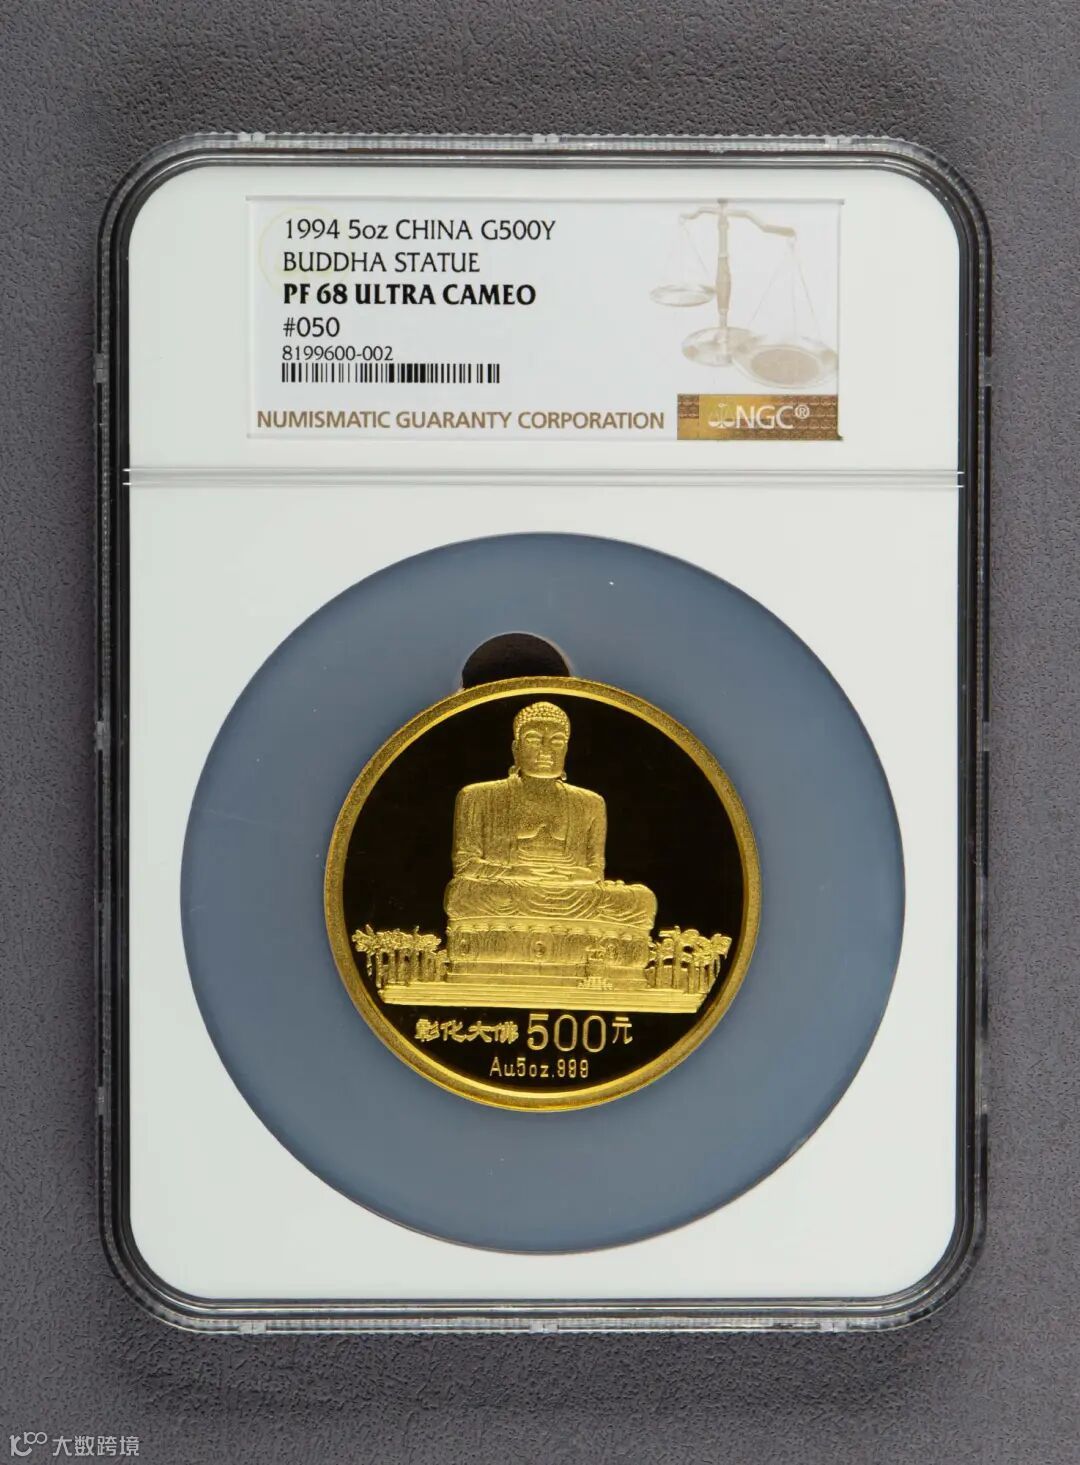 1994 5oz CHINA G500Y
BUDDHA STATUE
PF 68 ULTRA CAMEO
#050
8199600-002
NUMISMATIC GUARANTY CORPORATION
NGC®
彰化大佛 500元
Au5oz.999
大数跨境